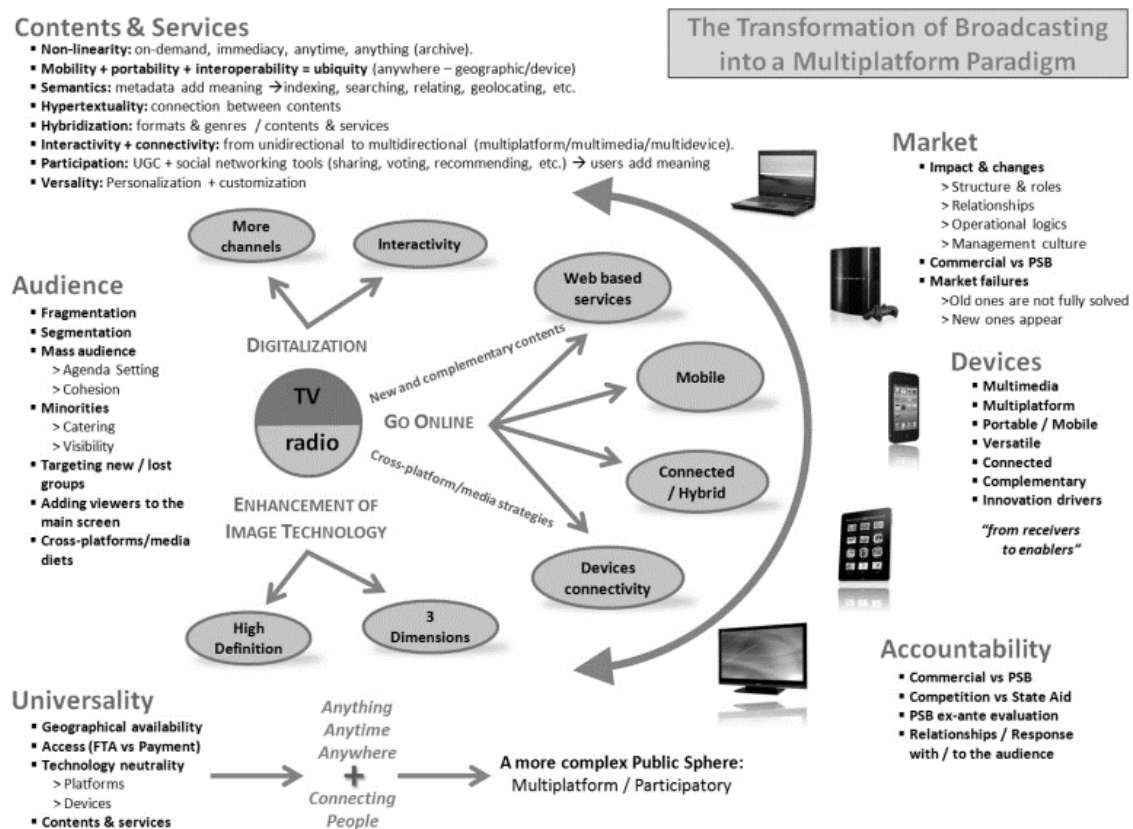 Contents & Services
▪ Non-linearity: on-demand, immediacy, anytime, anything (archive).
▪ Mobility + portability + interoperability = ubiquity (anywhere – geographic/device)
▪ Semantics: metadata add meaning → indexing, searching, relating, geolocating, etc.
▪ Hypertextuality: connection between contents
▪ Hybridization: formats & genres / contents & services
▪ Interactivity + connectivity: from unidirectional to multidirectional (multiplatform/multimedia/multidevice).
▪ Participation: UGC + social networking tools (sharing, voting, recommending, etc.) → users add meaning
▪ Versality: Personalization + customization
The Transformation of Broadcasting
into a Multiplatform Paradigm
Market
▪ Impact & changes
> Structure & roles
> Relationships
> Operational logics
> Management culture
▪ Commercial vs PSB
▪ Market failures
>Old ones are not fully solved
> New ones appear
More
channels
Interactivity
Web based
services
Audience
▪ Fragmentation
▪ Segmentation
▪ Mass audience
> Agenda Setting
> Cohesion
▪ Minorities
> Catering
> Visibility
▪ Targeting new / lost
groups
▪ Adding viewers to the
main screen
▪ Cross-platforms/media
diets
DIGITALIZATION
TV
radio
New and complementary contents
GO ONLINE
Cross-platform/media strategies
Mobile
Connected
/ Hybrid
Devices
connectivity
ENHANCEMENT OF
IMAGE TECHNOLOGY
High
Definition
3
Dimensions
Devices
▪ Multimedia
▪ Multiplatform
▪ Portable / Mobile
▪ Versatile
▪ Connected
▪ Complementary
▪ Innovation drivers
“from receivers
to enablers”
Accountability
▪ Commercial vs PSB
▪ Competition vs State Aid
▪ PSB ex-ante evaluation
▪ Relationships / Response
with / to the audience
Universality
▪ Geographical availability
▪ Access (FTA vs Payment)
▪ Technology neutrality
> Platforms
> Devices
▪ Contents & services
Anything
Anytime
Anywhere
+
Connecting
People
A more complex Public Sphere:
Multiplatform / Participatory